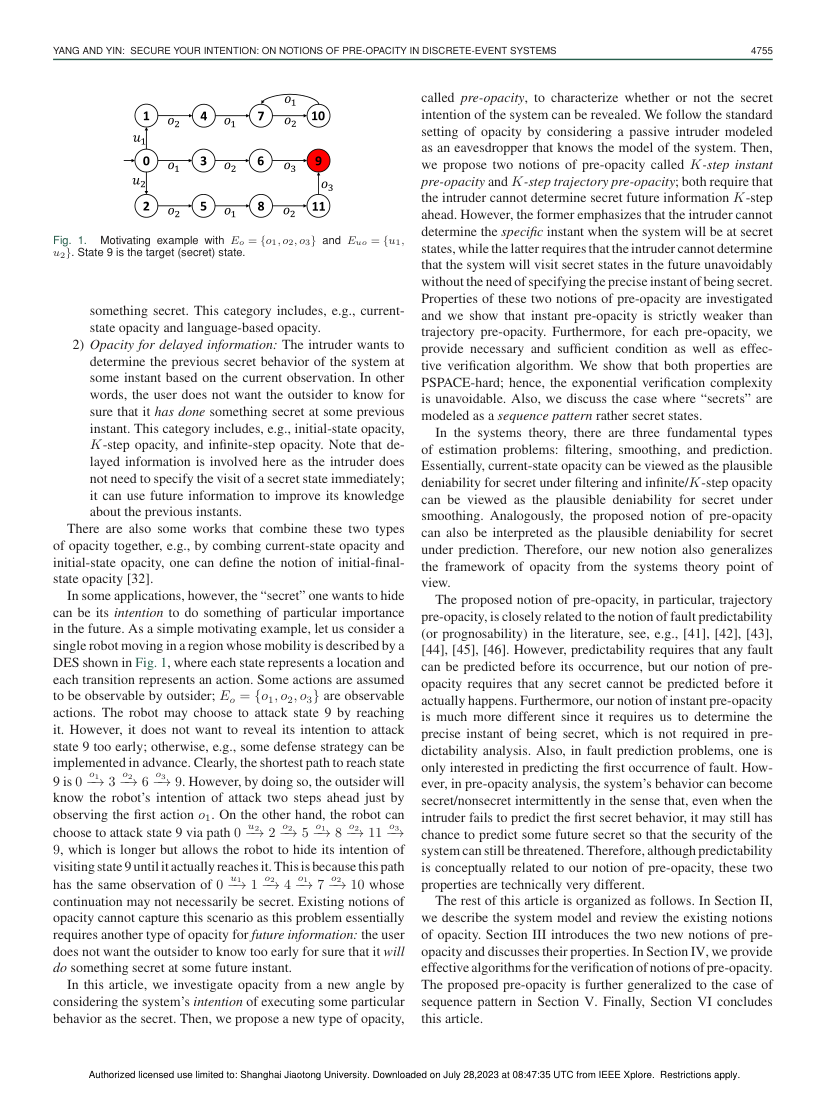 YANG AND YIN: SECURE YOUR INTENTION: ON NOTIONS OF PRE-OPACITY IN DISCRETE-EVENT SYSTEMS 4755
o₁
1 o₂ 4 o₁ 7 o₂ 10
u₁
0 o₁ 3 o₂ 6 o₃ 9
u₂ o₃
2 o₂ 5 o₁ 8 o₂ 11
Fig. 1. Motivating example with E_o = {o₁, o₂, o₃} and E_uo = {u₁,
u₂}. State 9 is the target (secret) state.
something secret. This category includes, e.g., current-
state opacity and language-based opacity.
2) Opacity for delayed information: The intruder wants to
determine the previous secret behavior of the system at
some instant based on the current observation. In other
words, the user does not want the outsider to know for
sure that it has done something secret at some previous
instant. This category includes, e.g., initial-state opacity,
K-step opacity, and infinite-step opacity. Note that de-
layed information is involved here as the intruder does
not need to specify the visit of a secret state immediately;
it can use future information to improve its knowledge
about the previous instants.
There are also some works that combine these two types
of opacity together, e.g., by combing current-state opacity and
initial-state opacity, one can define the notion of initial-final-
state opacity [32].
In some applications, however, the “secret” one wants to hide
can be its intention to do something of particular importance
in the future. As a simple motivating example, let us consider a
single robot moving in a region whose mobility is described by a
DES shown in Fig. 1, where each state represents a location and
each transition represents an action. Some actions are assumed
to be observable by outsider; E_o = {o₁, o₂, o₃} are observable
actions. The robot may choose to attack state 9 by reaching
it. However, it does not want to reveal its intention to attack
state 9 too early; otherwise, e.g., some defense strategy can be
implemented in advance. Clearly, the shortest path to reach state
9 is 0 —o₁→ 3 —o₂→ 6 —o₃→ 9. However, by doing so, the outsider will
know the robot’s intention of attack two steps ahead just by
observing the first action o₁. On the other hand, the robot can
choose to attack state 9 via path 0 —u₂→ 2 —o₂→ 5 —o₁→ 8 —o₂→ 11 —o₃→
9, which is longer but allows the robot to hide its intention of
visiting state 9 until it actually reaches it. This is because this path
has the same observation of 0 —u₁→ 1 —o₂→ 4 —o₁→ 7 —o₂→ 10 whose
continuation may not necessarily be secret. Existing notions of
opacity cannot capture this scenario as this problem essentially
requires another type of opacity for future information: the user
does not want the outsider to know too early for sure that it will
do something secret at some future instant.
In this article, we investigate opacity from a new angle by
considering the system’s intention of executing some particular
behavior as the secret. Then, we propose a new type of opacity,
called pre-opacity, to characterize whether or not the secret
intention of the system can be revealed. We follow the standard
setting of opacity by considering a passive intruder modeled
as an eavesdropper that knows the model of the system. Then,
we propose two notions of pre-opacity called K-step instant
pre-opacity and K-step trajectory pre-opacity; both require that
the intruder cannot determine secret future information K-step
ahead. However, the former emphasizes that the intruder cannot
determine the specific instant when the system will be at secret
states, while the latter requires that the intruder cannot determine
that the system will visit secret states in the future unavoidably
without the need of specifying the precise instant of being secret.
Properties of these two notions of pre-opacity are investigated
and we show that instant pre-opacity is strictly weaker than
trajectory pre-opacity. Furthermore, for each pre-opacity, we
provide necessary and sufficient condition as well as effec-
tive verification algorithm. We show that both properties are
PSPACE-hard; hence, the exponential verification complexity
is unavoidable. Also, we discuss the case where “secrets” are
modeled as a sequence pattern rather secret states.
In the systems theory, there are three fundamental types
of estimation problems: filtering, smoothing, and prediction.
Essentially, current-state opacity can be viewed as the plausible
deniability for secret under filtering and infinite/K-step opacity
can be viewed as the plausible deniability for secret under
smoothing. Analogously, the proposed notion of pre-opacity
can also be interpreted as the plausible deniability for secret
under prediction. Therefore, our new notion also generalizes
the framework of opacity from the systems theory point of
view.
The proposed notion of pre-opacity, in particular, trajectory
pre-opacity, is closely related to the notion of fault predictability
(or prognosability) in the literature, see, e.g., [41], [42], [43],
[44], [45], [46]. However, predictability requires that any fault
can be predicted before its occurrence, but our notion of pre-
opacity requires that any secret cannot be predicted before it
actually happens. Furthermore, our notion of instant pre-opacity
is much more different since it requires us to determine the
precise instant of being secret, which is not required in pre-
dictability analysis. Also, in fault prediction problems, one is
only interested in predicting the first occurrence of fault. How-
ever, in pre-opacity analysis, the system’s behavior can become
secret/nonsecret intermittently in the sense that, even when the
intruder fails to predict the first secret behavior, it may still has
chance to predict some future secret so that the security of the
system can still be threatened. Therefore, although predictability
is conceptually related to our notion of pre-opacity, these two
properties are technically very different.
The rest of this article is organized as follows. In Section II,
we describe the system model and review the existing notions
of opacity. Section III introduces the two new notions of pre-
opacity and discusses their properties. In Section IV, we provide
effective algorithms for the verification of notions of pre-opacity.
The proposed pre-opacity is further generalized to the case of
sequence pattern in Section V. Finally, Section VI concludes
this article.
Authorized licensed use limited to: Shanghai Jiaotong University. Downloaded on July 28,2023 at 08:47:35 UTC from IEEE Xplore. Restrictions apply.